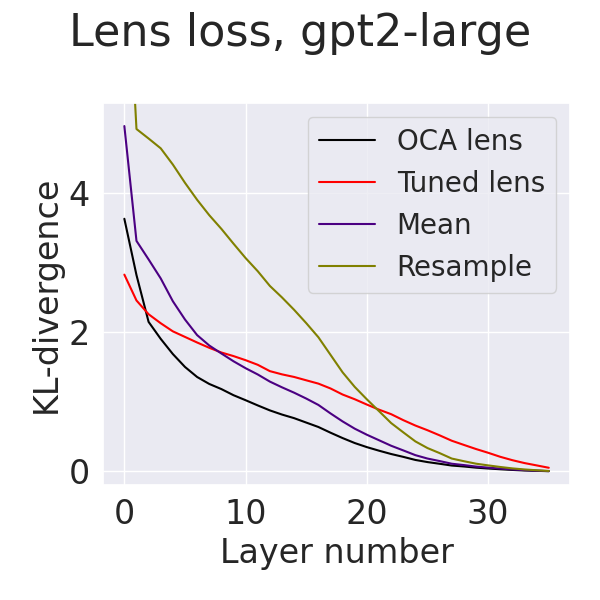 Lens loss, gpt2-large
KL-divergence
4
2
0
OCA lens
Tuned lens
Mean
Resample
0 10 20 30
Layer number